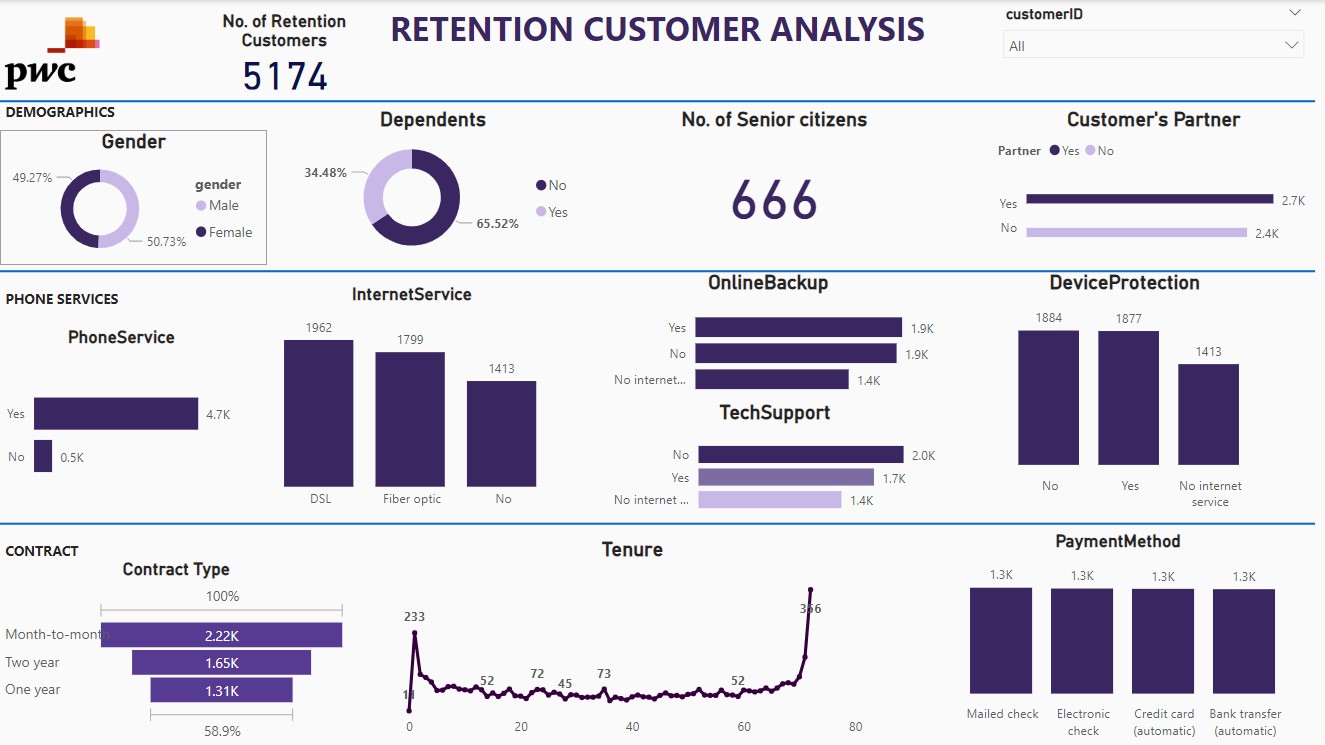 pwc
No. of Retention
Customers
5174
RETENTION CUSTOMER ANALYSIS
customerID
All
DEMOGRAPHICS
Gender
49.27%
50.73%
gender
Male
Female
Dependents
34.48%
65.52%
No
Yes
No. of Senior citizens
666
Customer's Partner
Partner Yes No
Yes 2.7K
No 2.4K
PHONE SERVICES
PhoneService
Yes 4.7K
No 0.5K
InternetService
1962
1799
1413
DSL
Fiber optic
No
OnlineBackup
Yes 1.9K
No 1.9K
No internet... 1.4K
TechSupport
No 2.0K
Yes 1.7K
No internet ... 1.4K
DeviceProtection
1884
1877
1413
No
Yes
No internet
service
CONTRACT
Contract Type
100%
Month-to-month 2.22K
Two year 1.65K
One year 1.31K
58.9%
Tenure
233
11
52
72
45
73
52
356
0 20 40 60 80
PaymentMethod
1.3K 1.3K 1.3K 1.3K
Mailed check
Electronic
check
Credit card
(automatic)
Bank transfer
(automatic)